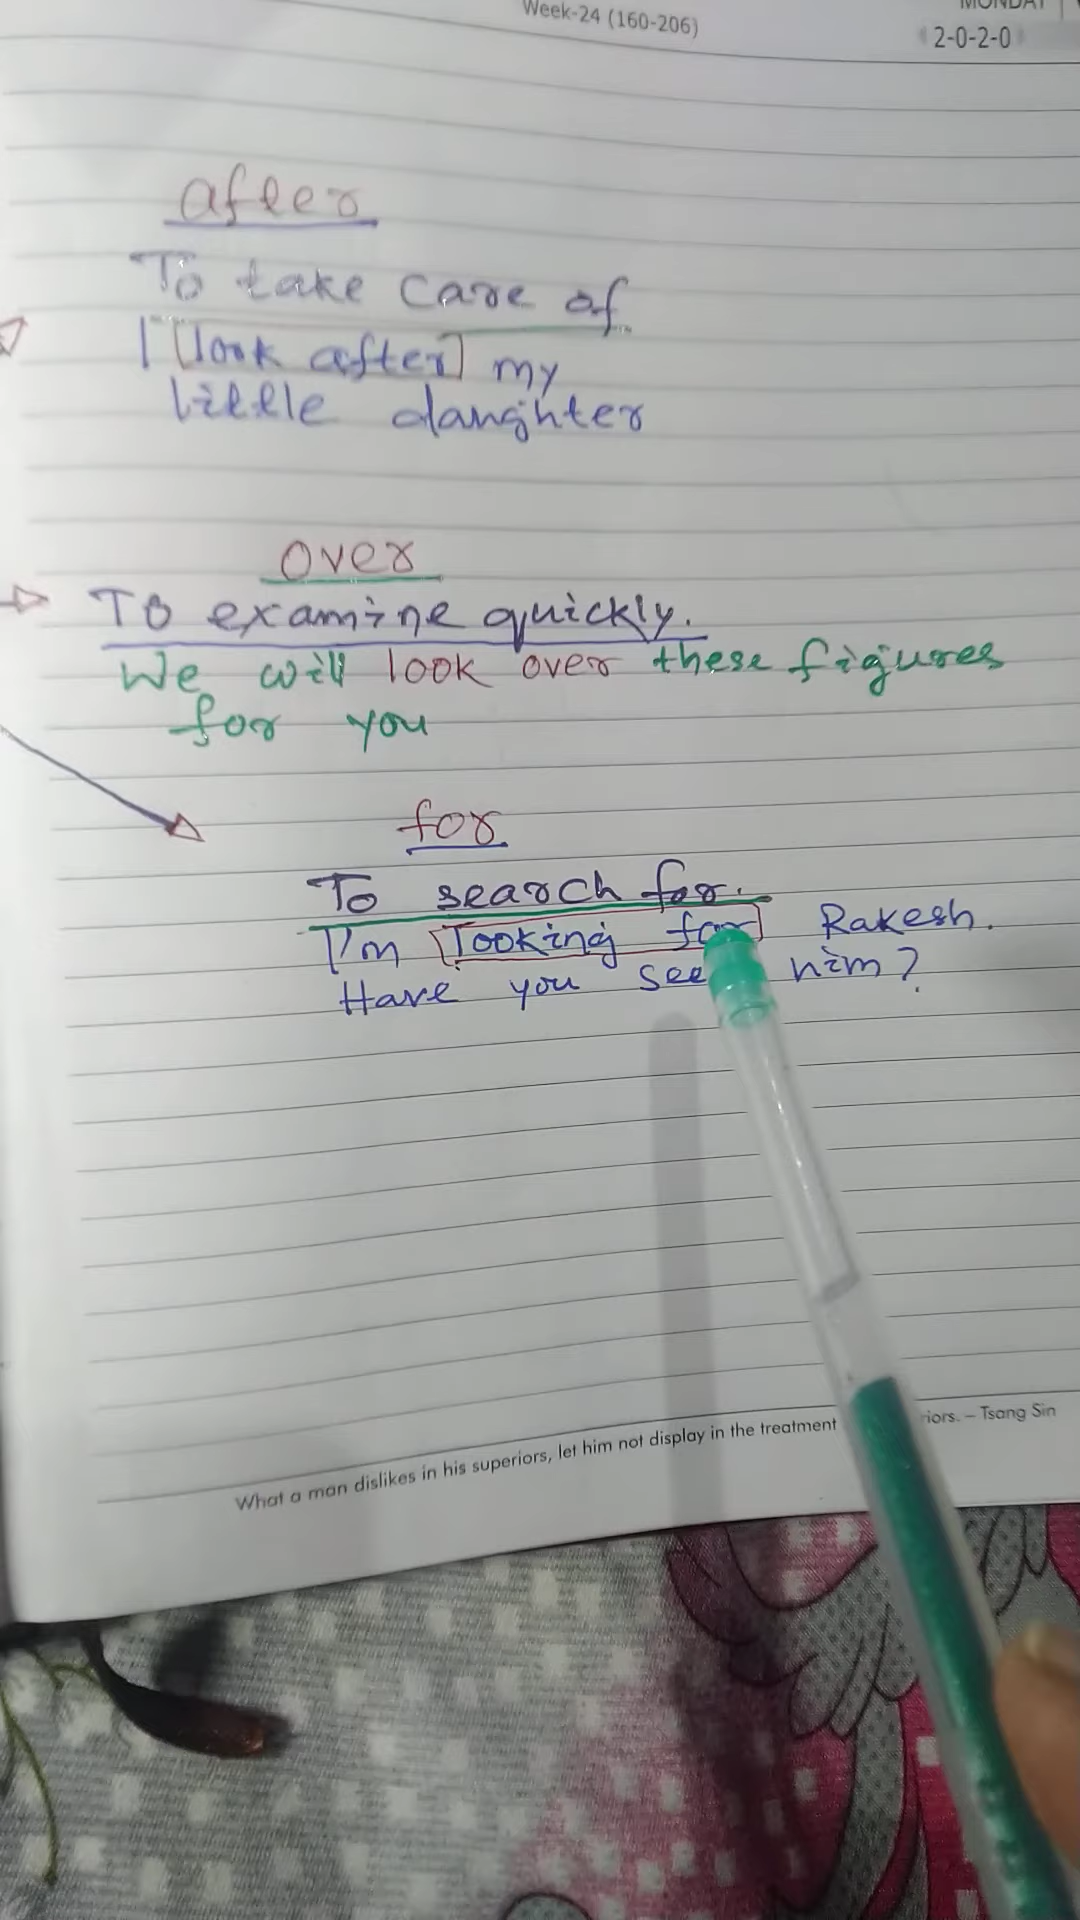 Week-24 (160-206)
MONDAY
2-0-2-0
after
To take care of
I [look after] my
little daughter
over
To examine quickly.
We will look over these figures
for you
for
To search for.
I'm [looking for] Rakesh.
Have you see him?
What a man dislikes in his superiors, let him not display in the treatment riors. – Tsang Sin